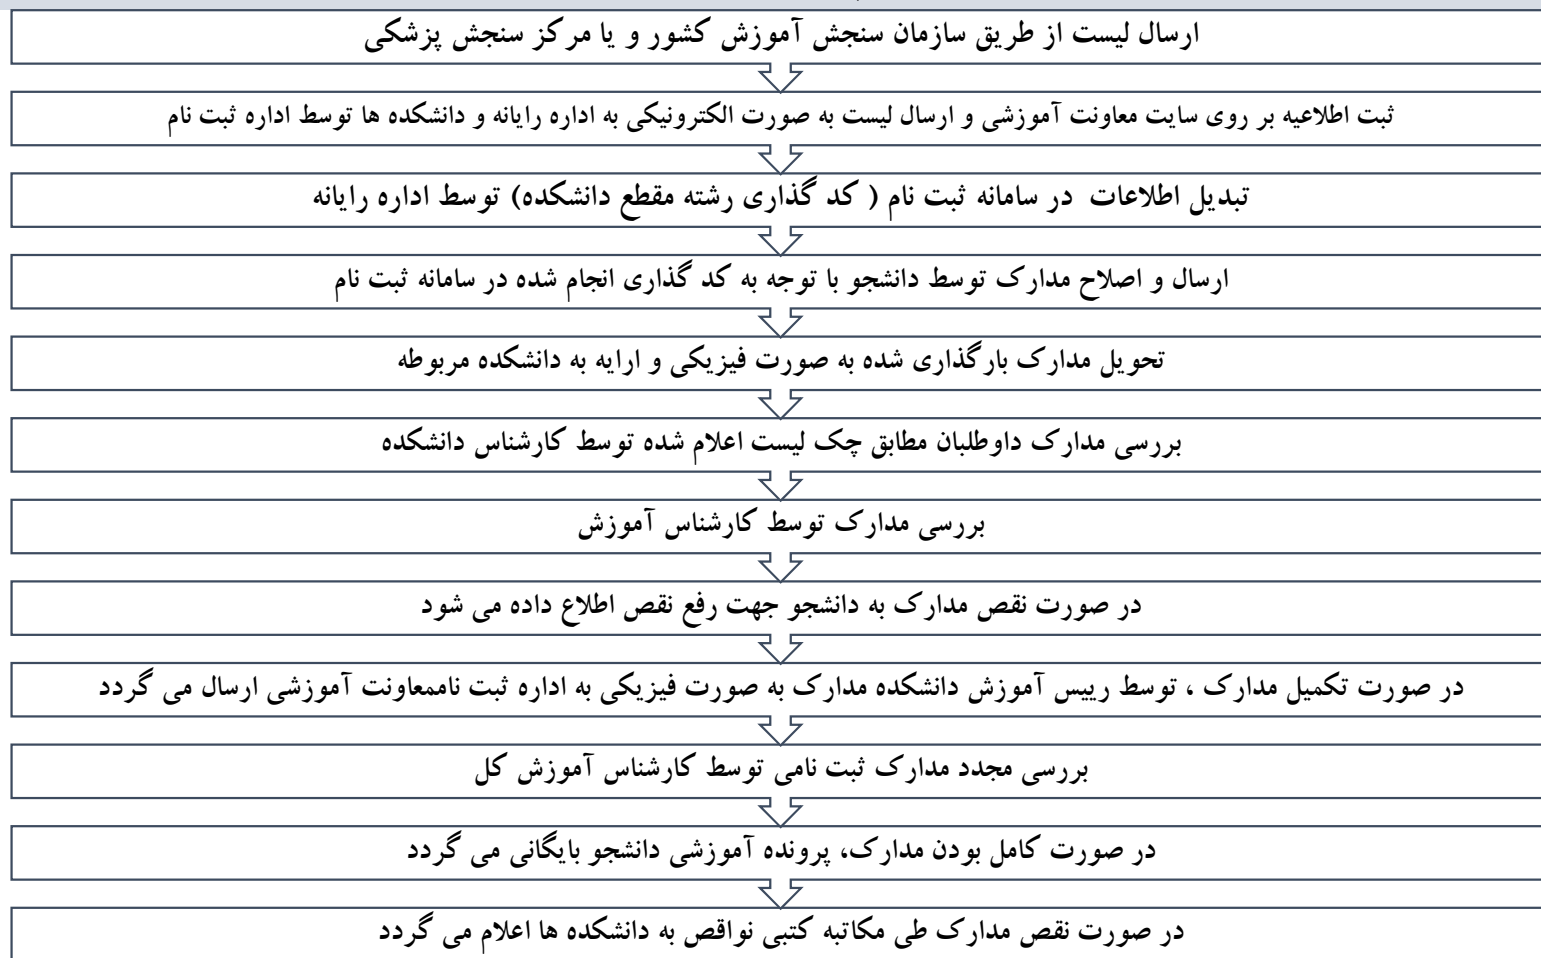 ارسال لیست از طریق سازمان سنجش آموزش کشور و یا مرکز سنجش پزشکی
ثبت اطلاعیه بر روی سایت معاونت آموزشی و ارسال لیست به صورت الکترونیکی به اداره رایانه و دانشکده ها توسط اداره ثبت نام
تبدیل اطلاعات در سامانه ثبت نام ( کد گذاری رشته مقطع دانشکده) توسط اداره رایانه
ارسال و اصلاح مدارک توسط دانشجو با توجه به کد گذاری انجام شده در سامانه ثبت نام
تحویل مدارک بارگذاری شده به صورت فیزیکی و ارایه به دانشکده مربوطه
بررسی مدارک داوطلبان مطابق چک لیست اعلام شده توسط کارشناس دانشکده
بررسی مدارک توسط کارشناس آموزش
در صورت نقص مدارک به دانشجو جهت رفع نقص اطلاع داده می شود
در صورت تکمیل مدارک ، توسط رییس آموزش دانشکده مدارک به صورت فیزیکی به اداره ثبت ناممعاونت آموزشی ارسال می گردد
بررسی مجدد مدارک ثبت نامی توسط کارشناس آموزش کل
در صورت کامل بودن مدارک، پرونده آموزشی دانشجو بایگانی می گردد
در صورت نقص مدارک طی مکاتبه کتبی نواقص به دانشکده ها اعلام می گردد